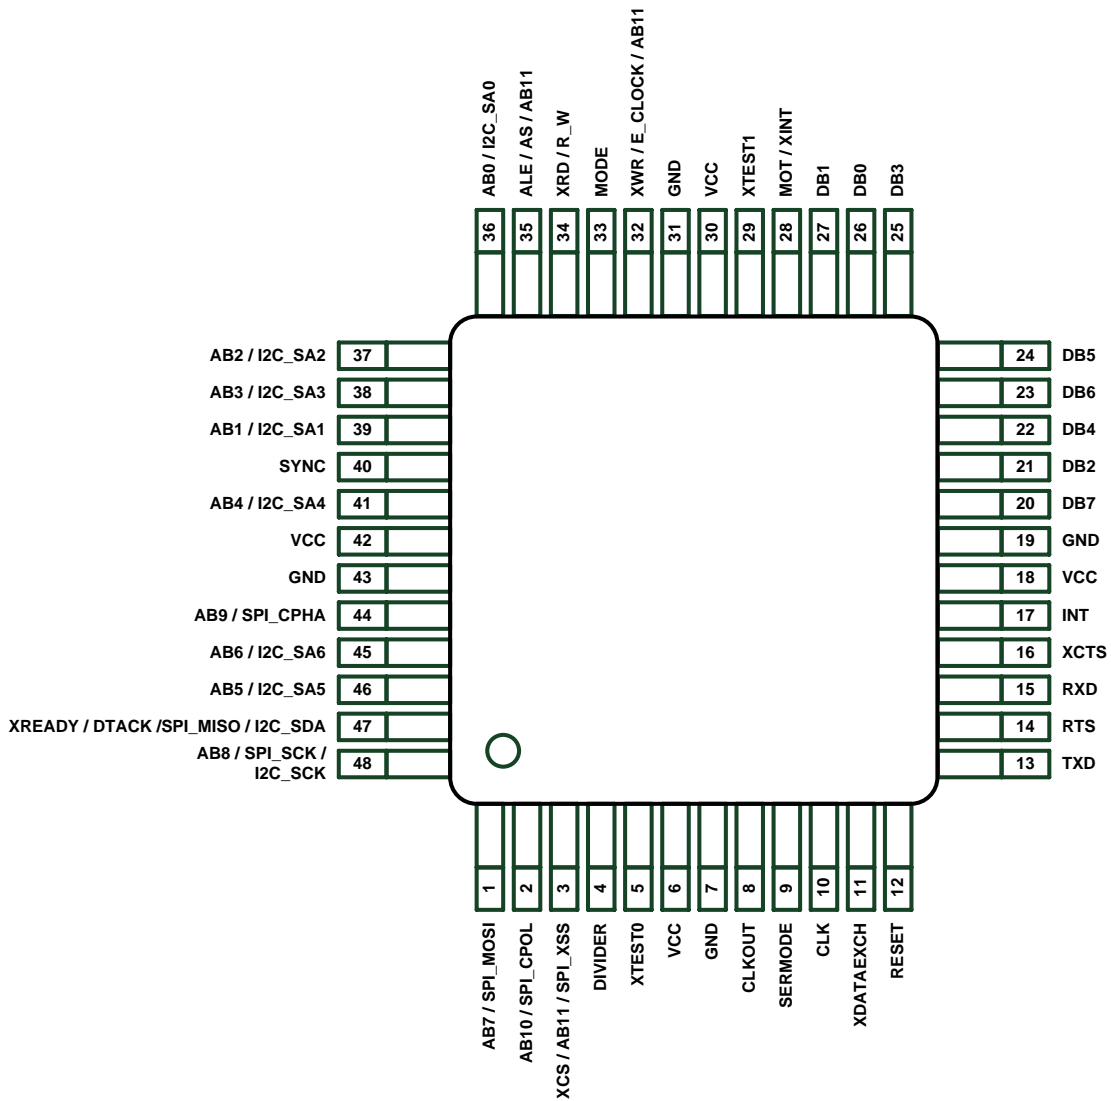 AB0 / I2C_SA0
ALE / AS / AB11
XRD / R_W
MODE
XWR / E_CLOCK / AB11
GND
VCC
XTEST1
MOT / XINT
DB1
DB0
DB3
36
35
34
33
32
31
30
29
28
27
26
25
AB2 / I2C_SA2 37
AB3 / I2C_SA3 38
AB1 / I2C_SA1 39
SYNC 40
AB4 / I2C_SA4 41
VCC 42
GND 43
AB9 / SPI_CPHA 44
AB6 / I2C_SA6 45
AB5 / I2C_SA5 46
XREADY / DTACK /SPI_MISO / I2C_SDA 47
AB8 / SPI_SCK /
I2C_SCK 48
24 DB5
23 DB6
22 DB4
21 DB2
20 DB7
19 GND
18 VCC
17 INT
16 XCTS
15 RXD
14 RTS
13 TXD
1
2
3
4
5
6
7
8
9
10
11
12
AB7 / SPI_MOSI
AB10 / SPI_CPOL
XCS / AB11 / SPI_XSS
DIVIDER
XTEST0
VCC
GND
CLKOUT
SERMODE
CLK
XDATAEXCH
RESET